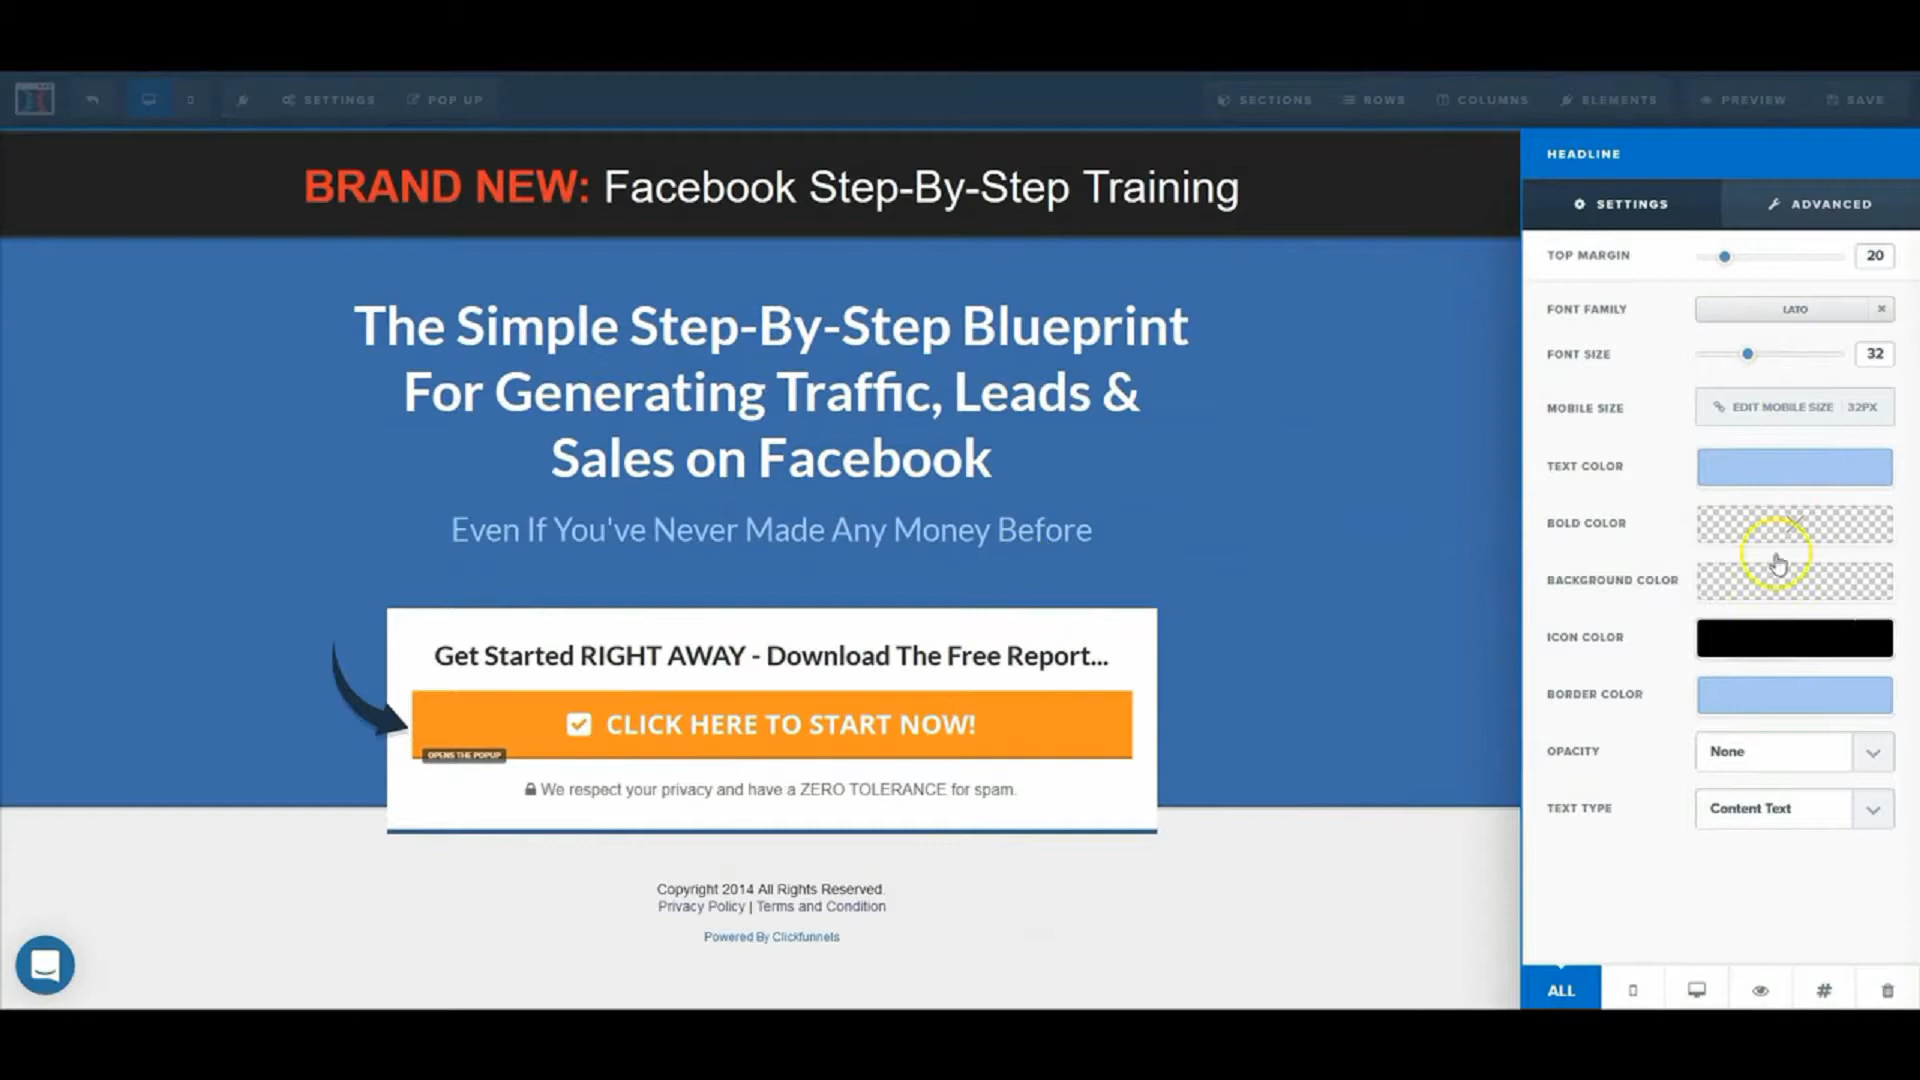 SETTINGS
POP UP
SECTIONS
ROWS
COLUMNS
ELEMENTS
PREVIEW
SAVE
BRAND NEW: Facebook Step-By-Step Training
The Simple Step-By-Step Blueprint
For Generating Traffic, Leads &
Sales on Facebook
Even If You've Never Made Any Money Before
Get Started RIGHT AWAY - Download The Free Report...
CLICK HERE TO START NOW!
OPENS THE POPUP
We respect your privacy and have a ZERO TOLERANCE for spam.
Copyright 2014 All Rights Reserved.
Privacy Policy | Terms and Condition
Powered By Clickfunnels
HEADLINE
SETTINGS
ADVANCED
TOP MARGIN 20
FONT FAMILY LATO ×
FONT SIZE 32
MOBILE SIZE EDIT MOBILE SIZE 32PX
TEXT COLOR
BOLD COLOR
BACKGROUND COLOR
ICON COLOR
BORDER COLOR
OPACITY None
TEXT TYPE Content Text
ALL #